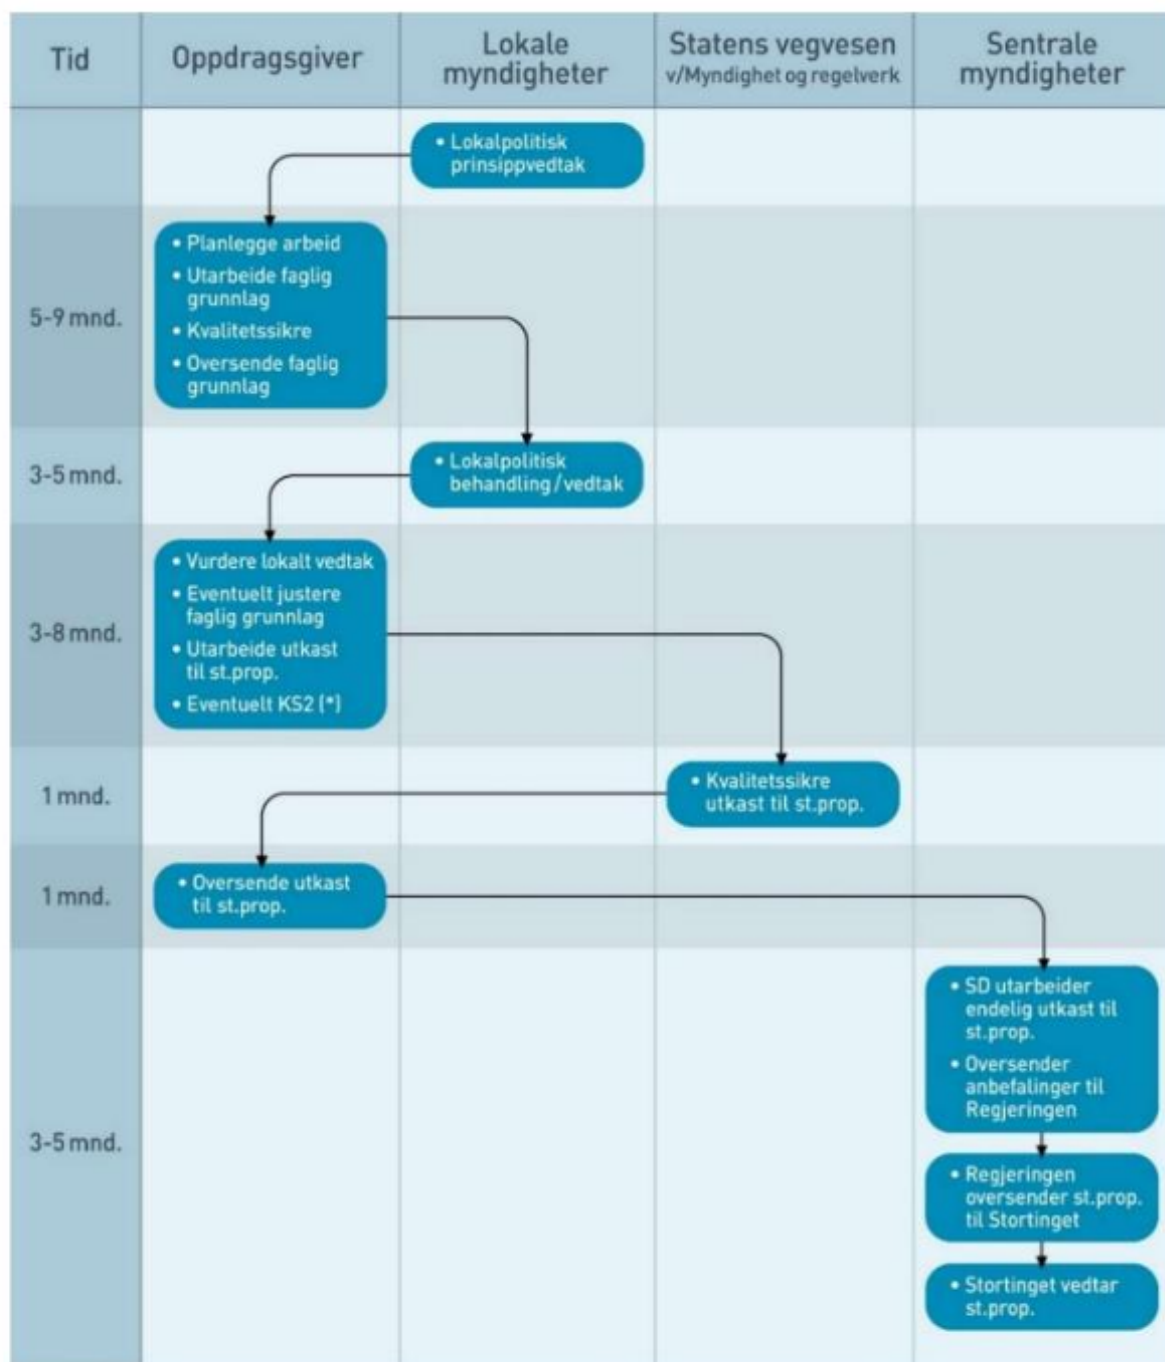 Tid
Oppdragsgiver
Lokale
myndigheter
Statens vegvesen
v/Myndighet og regelverk
Sentrale
myndigheter
• Lokalpolitisk
prinsippvedtak
5-9 mnd.
• Planlegge arbeid
• Utarbeide faglig
grunnlag
• Kvalitetssikre
• Oversende faglig
grunnlag
3-5 mnd.
• Lokalpolitisk
behandling/vedtak
3-8 mnd.
• Vurdere lokalt vedtak
• Eventuelt justere
faglig grunnlag
• Utarbeide utkast
til st.prop.
• Eventuelt KS2 (*)
1 mnd.
• Kvalitetssikre
utkast til st.prop.
1 mnd.
• Oversende utkast
til st.prop.
3-5 mnd.
• SD utarbeider
endelig utkast til
st.prop.
• Oversender
anbefalinger til
Regjeringen
• Regjeringen
oversender st.prop.
til Stortinget
• Stortinget vedtar
st.prop.